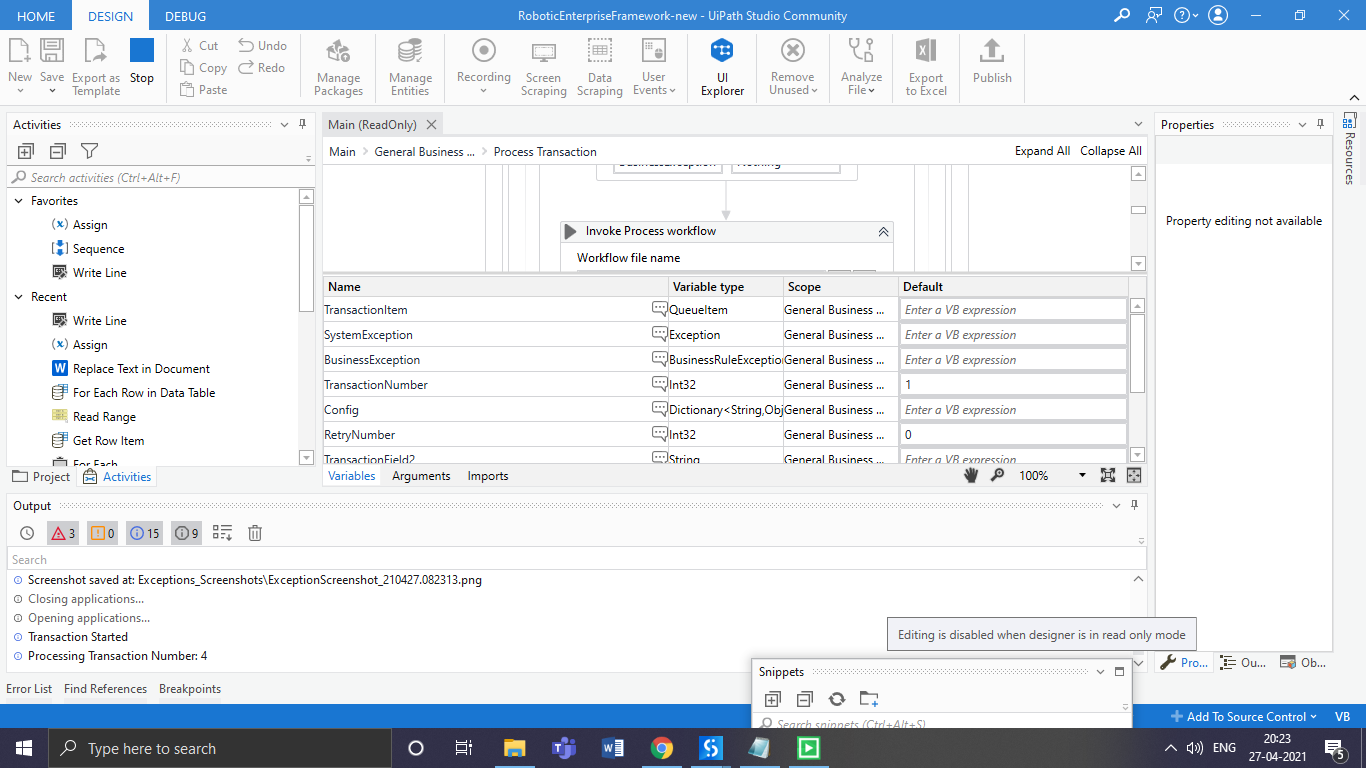 HOME DESIGN DEBUG RoboticEnterpriseFramework-new - UiPath Studio Community
New Save Export as Template Stop
Cut Undo
Copy Redo
Paste
Manage Packages
Manage Entities
Recording
Screen Scraping
Data Scraping
User Events
UI Explorer
Remove Unused
Analyze File
Export to Excel
Publish
Activities
Search activities (Ctrl+Alt+F)
Favorites
Assign
Sequence
Write Line
Recent
Write Line
Assign
Replace Text in Document
For Each Row in Data Table
Read Range
Get Row Item
For Each
Project Activities
Main (ReadOnly)
Main General Business ... Process Transaction Expand All Collapse All
BusinessException Nothing
Invoke Process workflow
Workflow file name
Name Variable type Scope Default
TransactionItem QueueItem General Business ... Enter a VB expression
SystemException Exception General Business ... Enter a VB expression
BusinessException BusinessRuleExceptio General Business ... Enter a VB expression
TransactionNumber Int32 General Business ... 1
Config Dictionary<String,Obj General Business ... Enter a VB expression
RetryNumber Int32 General Business ... 0
TransactionField2 String General Business ... Enter a VB expression
Variables Arguments Imports 100%
Properties
Property editing not available
Resources
Output
3 0 15 9
Search
Screenshot saved at: Exceptions_Screenshots\ExceptionScreenshot_210427.082313.png
Closing applications...
Opening applications...
Transaction Started
Processing Transaction Number: 4
Editing is disabled when designer is in read only mode
Pro... Ou... Ob...
Snippets
Search snippets (Ctrl+Alt+S)
Error List Find References Breakpoints
Add To Source Control VB
Type here to search
ENG
20:23
27-04-2021
5